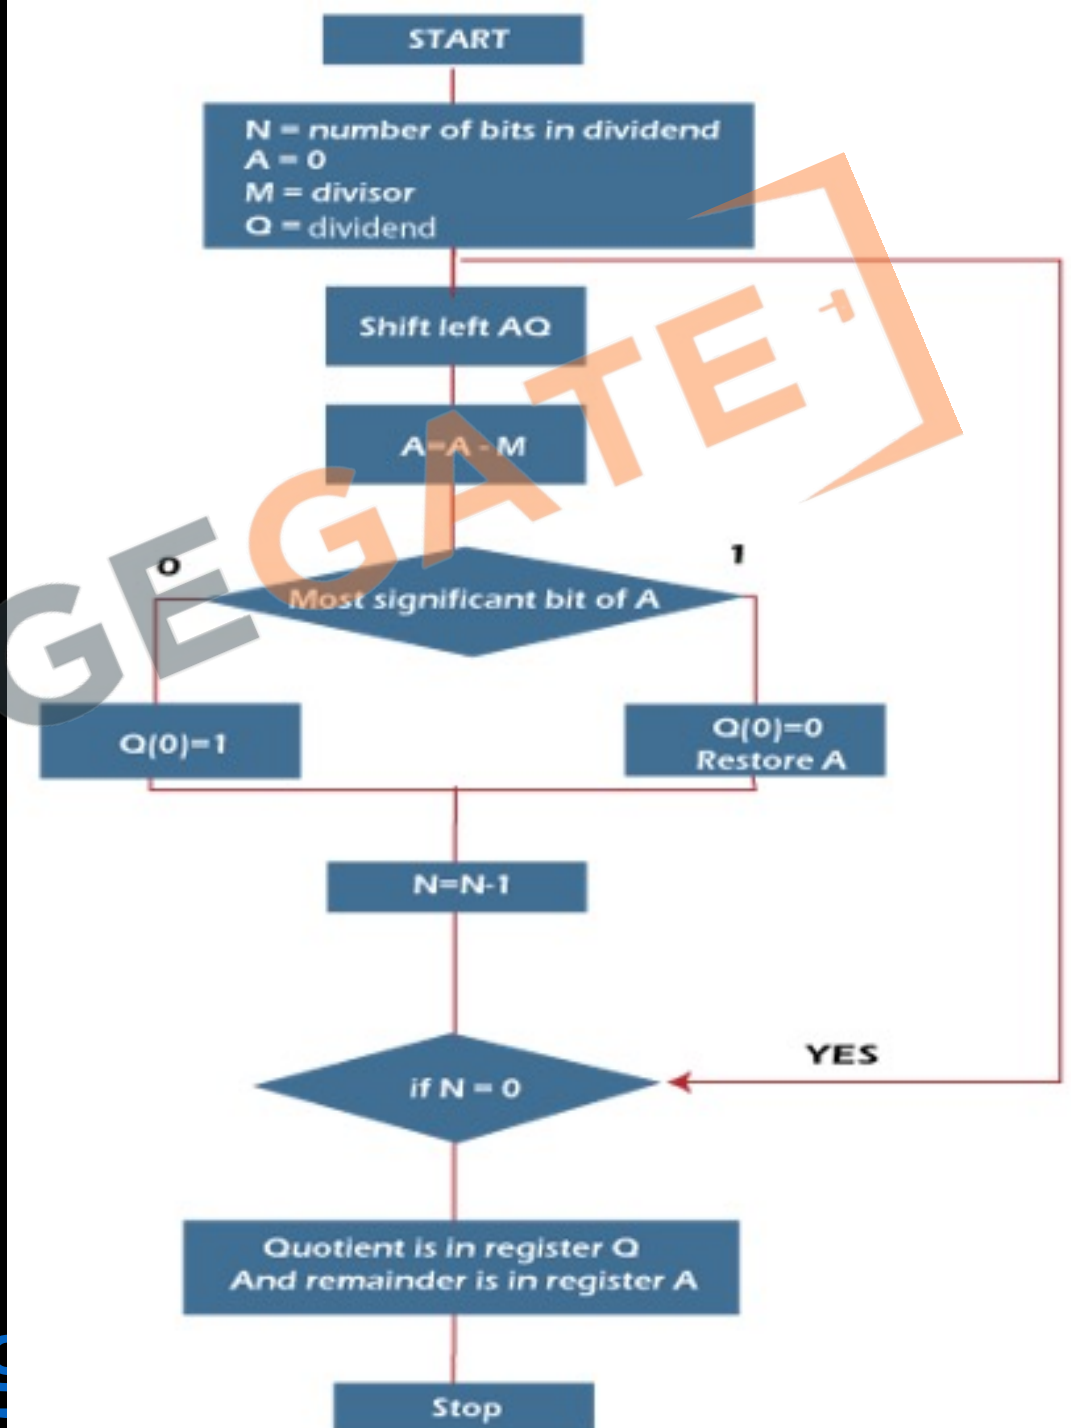 START
N = number of bits in dividend
A = 0
M = divisor
Q = dividend
Shift left AQ
A=A - M
0
1
Most significant bit of A
Q(0)=1
Q(0)=0
Restore A
N=N-1
YES
if N = 0
Quotient is in register Q
And remainder is in register A
Stop
GEGATE